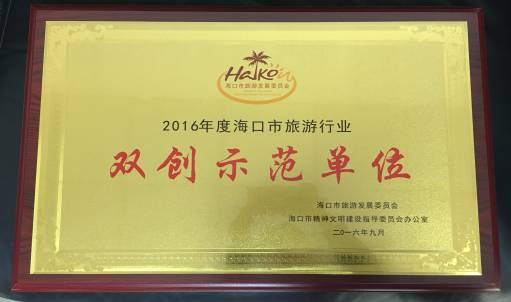 Haikou
海口市旅游发展委员会
2016年度海口市旅游行业
双创示范单位
海口市旅游发展委员会
海口市精神文明建设指导委员会办公室
二〇一六年九月